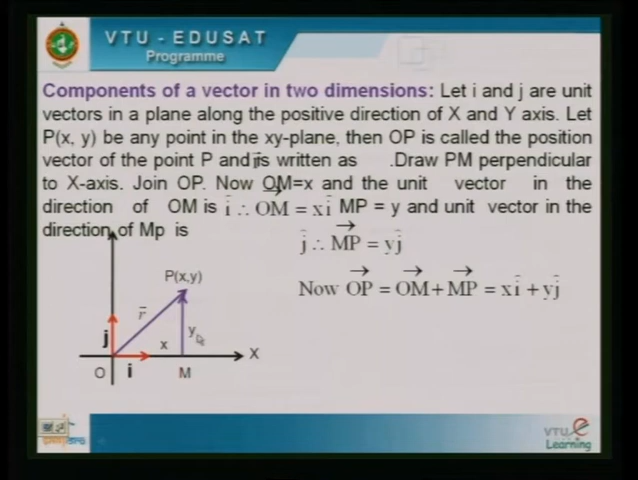 VTU - EDUSAT
Programme
Components of a vector in two dimensions: Let i and j are unit
vectors in a plane along the positive direction of X and Y axis. Let
P(x, y) be any point in the xy-plane, then OP is called the position
vector of the point P and is written as .Draw PM perpendicular
to X-axis. Join OP. Now OM=x and the unit vector in the
direction of OM is i ∴ OM = xi MP = y and unit vector in the
direction of Mp is j ∴ MP = yj
Now OP = OM + MP = xi + yj
P(x,y)
r
j
x
y
X
O
i
M
VTU e
Learning